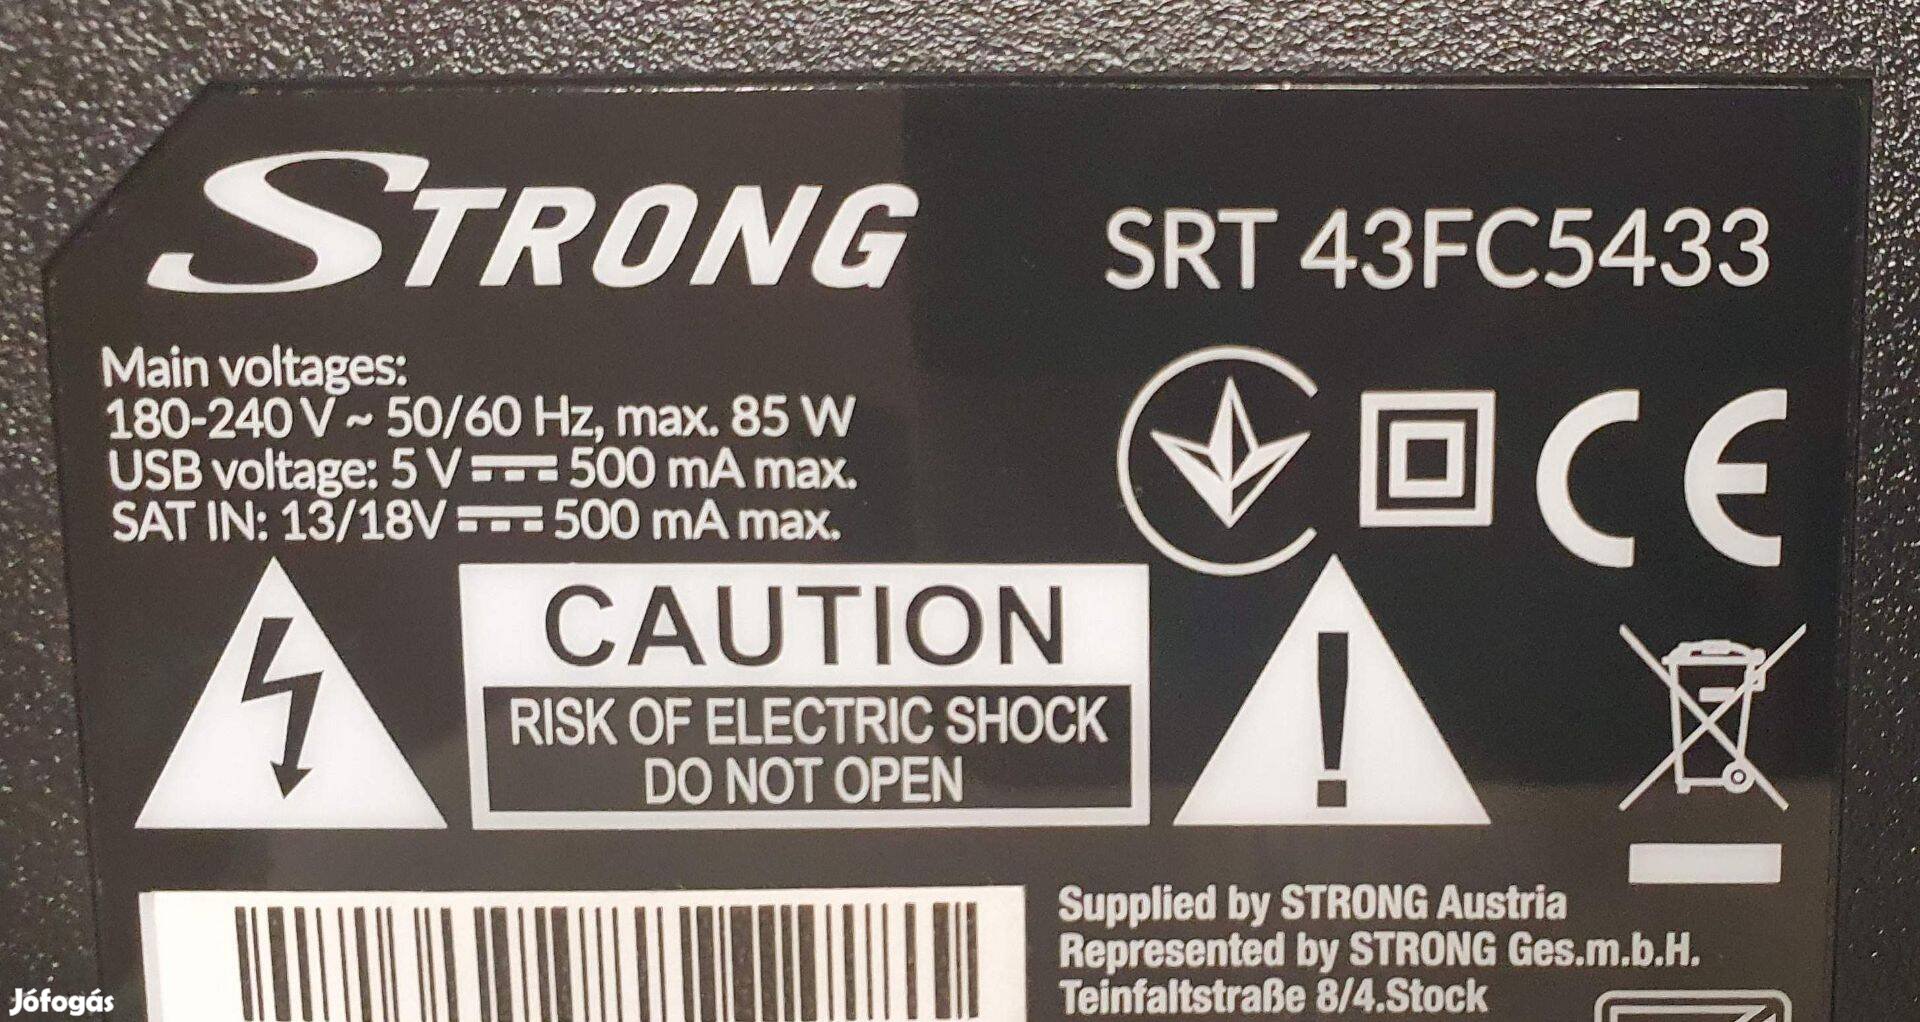 STRONG
SRT 43FC5433
Main voltages:
180-240 V ~ 50/60 Hz, max. 85 W
USB voltage: 5 V ⎓ 500 mA max.
SAT IN: 13/18V ⎓ 500 mA max.
CE
CAUTION
RISK OF ELECTRIC SHOCK
DO NOT OPEN
Supplied by STRONG Austria
Represented by STRONG Ges.m.b.H.
Teinfaltstraße 8/4.Stock
Jófogás